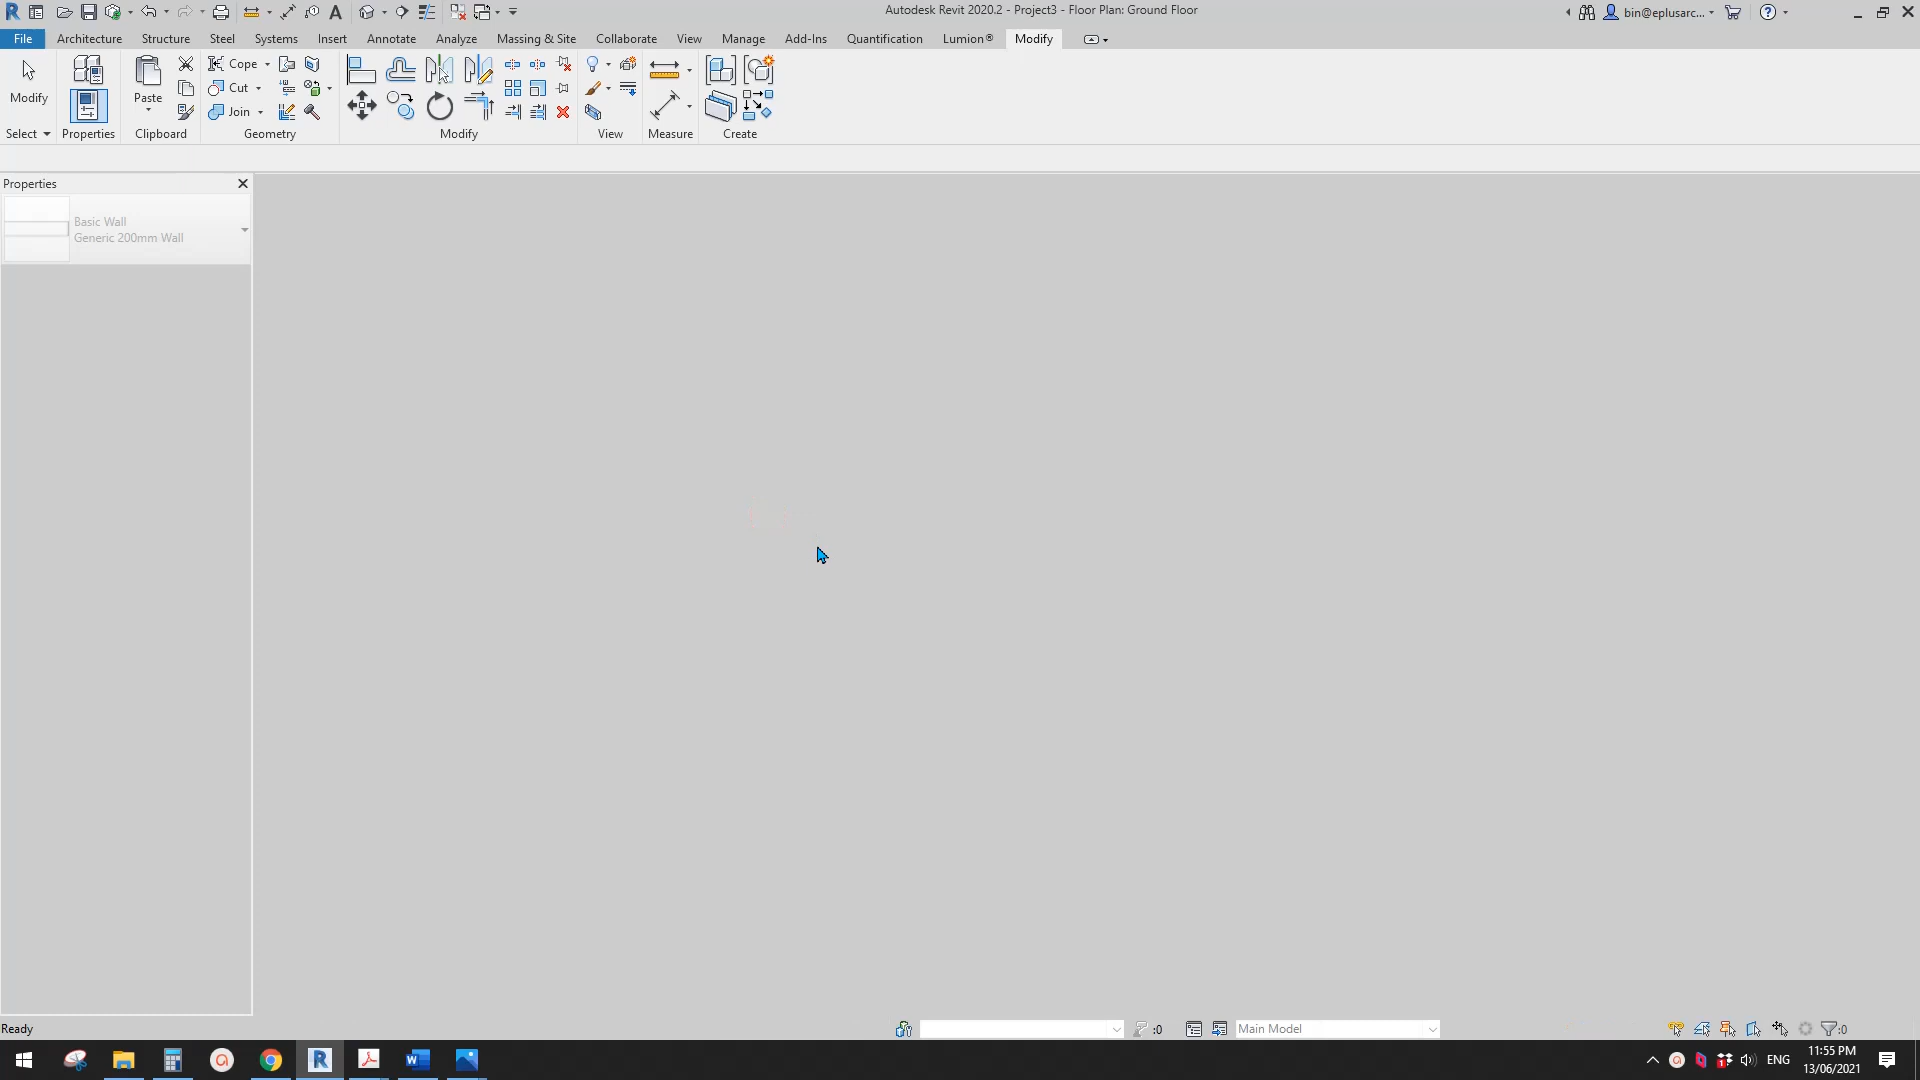 Autodesk Revit 2020.2 - Project3 - Floor Plan: Ground Floor
bin@eplusarc...
File Architecture Structure Steel Systems Insert Annotate Analyze Massing & Site Collaborate View Manage Add-Ins Quantification Lumion® Modify
Cope
Modify
Paste
Cut
Join
Select Properties Clipboard Geometry Modify View Measure Create
Properties
Basic Wall
Generic 200mm Wall
Ready
:0
Main Model
:0
ENG
11:55 PM
13/06/2021